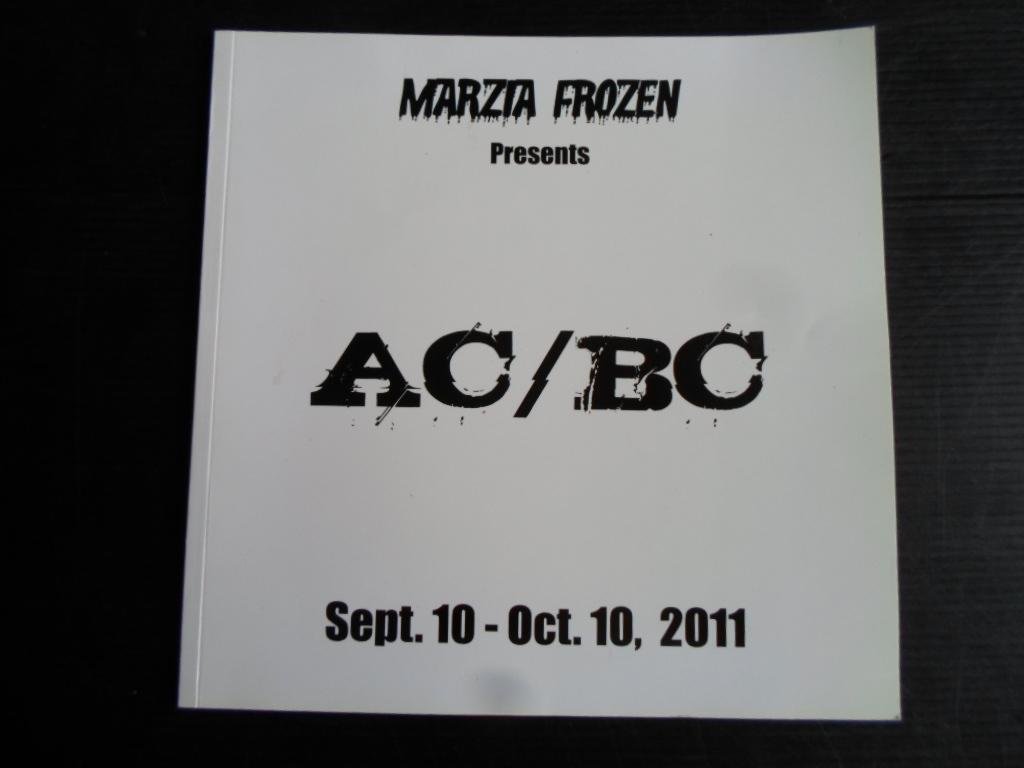 MARZIA FROZEN
Presents
AC/BC
Sept. 10 - Oct. 10, 2011